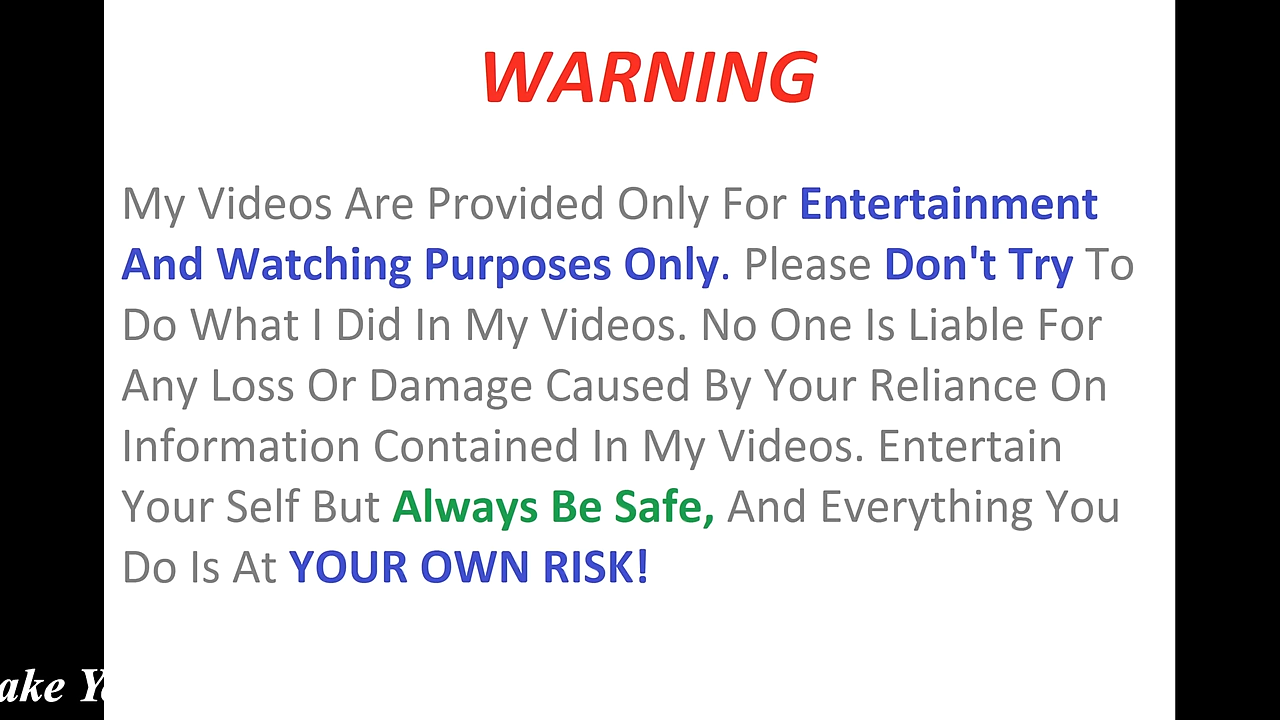 WARNING
My Videos Are Provided Only For Entertainment
And Watching Purposes Only. Please Don't Try To
Do What I Did In My Videos. No One Is Liable For
Any Loss Or Damage Caused By Your Reliance On
Information Contained In My Videos. Entertain
Your Self But Always Be Safe, And Everything You
Do Is At YOUR OWN RISK!